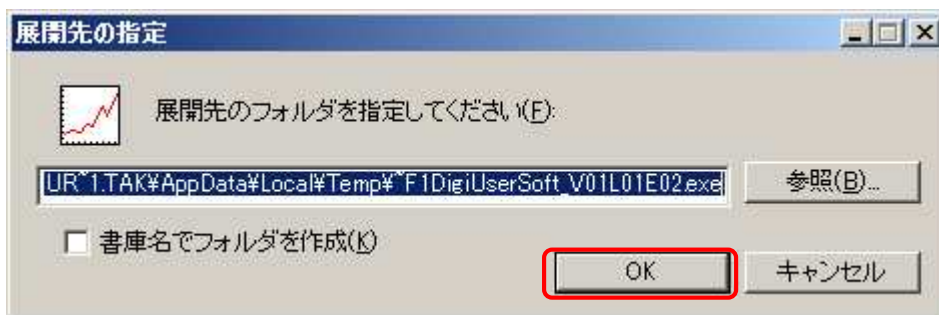 展開先の指定
展開先のフォルダを指定してください(F):
UR~1.TAK¥AppData¥Local¥Temp¥~F1DigiUserSoft_V01L01E02.exe
参照(B)...
書庫名でフォルダを作成(K)
OK
キャンセル